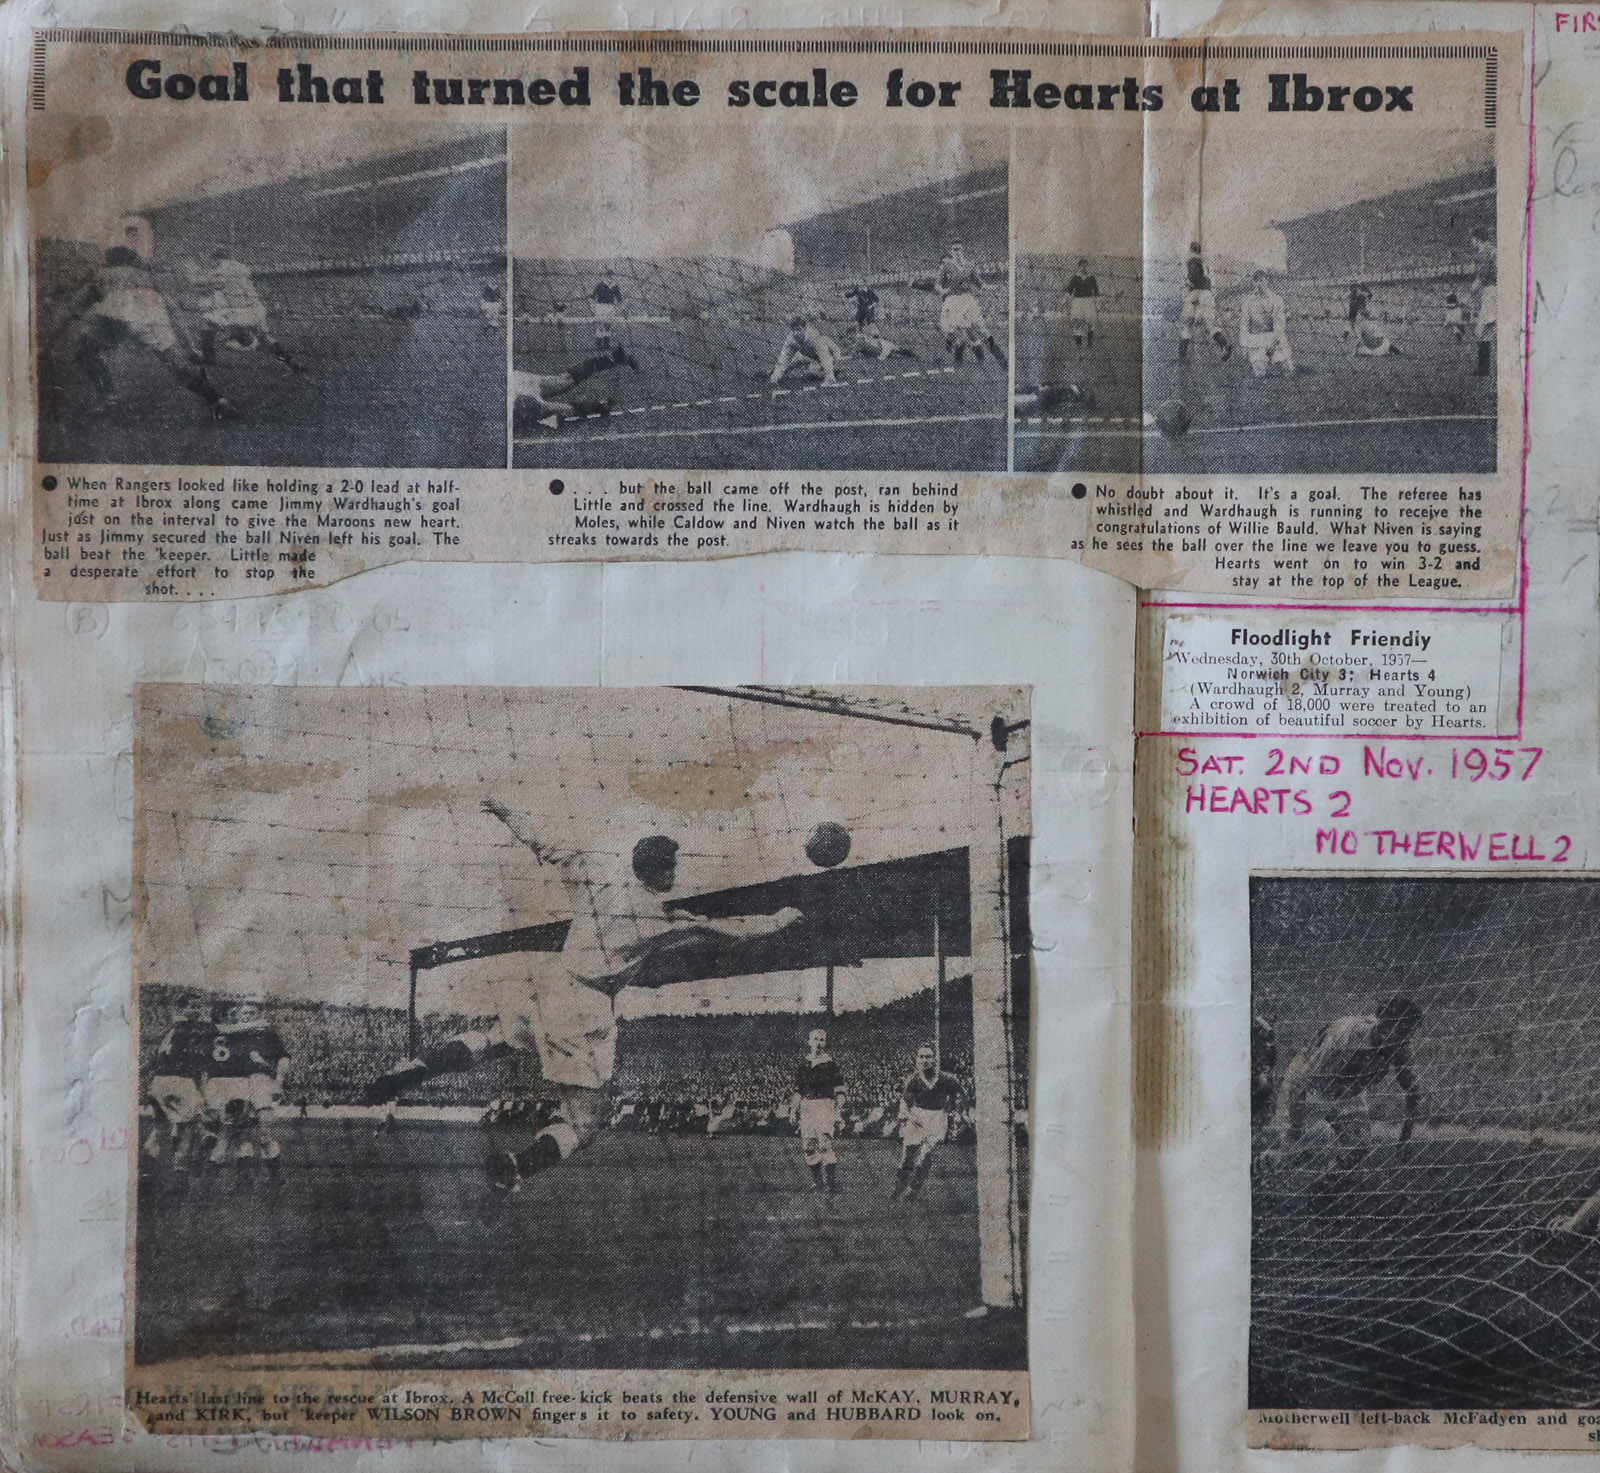 Goal that turned the scale for Hearts at Ibrox
● When Rangers looked like holding a 2-0 lead at half-
time at Ibrox along came Jimmy Wardhaugh's goal
just on the interval to give the Maroons new heart.
Just as Jimmy secured the ball Niven left his goal. The
ball beat the 'keeper. Little made
a desperate effort to stop the
shot. . . .
● . . . but the ball came off the post, ran behind
Little and crossed the line. Wardhaugh is hidden by
Moles, while Caldow and Niven watch the ball as it
streaks towards the post.
● No doubt about it. It's a goal. The referee has
whistled and Wardhaugh is running to receive the
congratulations of Willie Bauld. What Niven is saying
as he sees the ball over the line we leave you to guess.
Hearts went on to win 3-2 and
stay at the top of the League.
Floodlight Friendly
Wednesday, 30th October, 1957—
Norwich City 3; Hearts 4
(Wardhaugh 2, Murray and Young)
A crowd of 18,000 were treated to an
exhibition of beautiful soccer by Hearts.
SAT. 2ND Nov. 1957
HEARTS 2
MOTHERWELL 2
6
Hearts' last line to the rescue at Ibrox. A McColl free-kick beats the defensive wall of McKAY, MURRAY,
and KIRK, but 'keeper WILSON BROWN fingers it to safety. YOUNG and HUBBARD look on.
Motherwell left-back McFadyen and